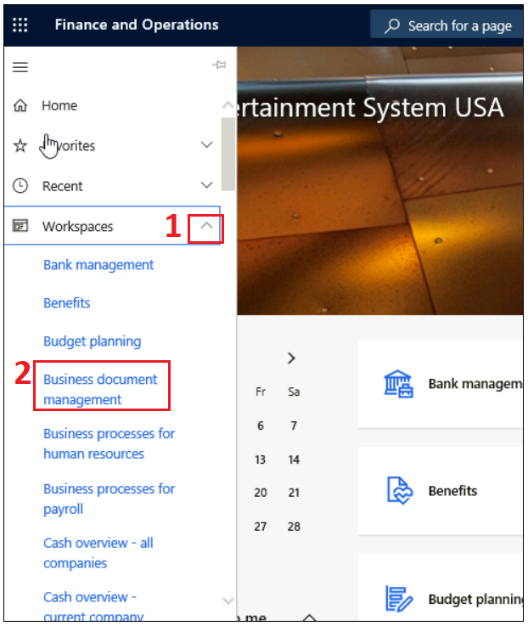 Finance and Operations
Search for a page
Home
ertainment System USA
vorites
Recent
Workspaces
1
Bank management
Benefits
Budget planning
2
Business document
management
Fr Sa
Bank managem
Business processes for
human resources
6 7
13 14
Business processes for
payroll
20 21
Benefits
27 28
Cash overview - all
companies
Cash overview -
current company
Budget planning
me